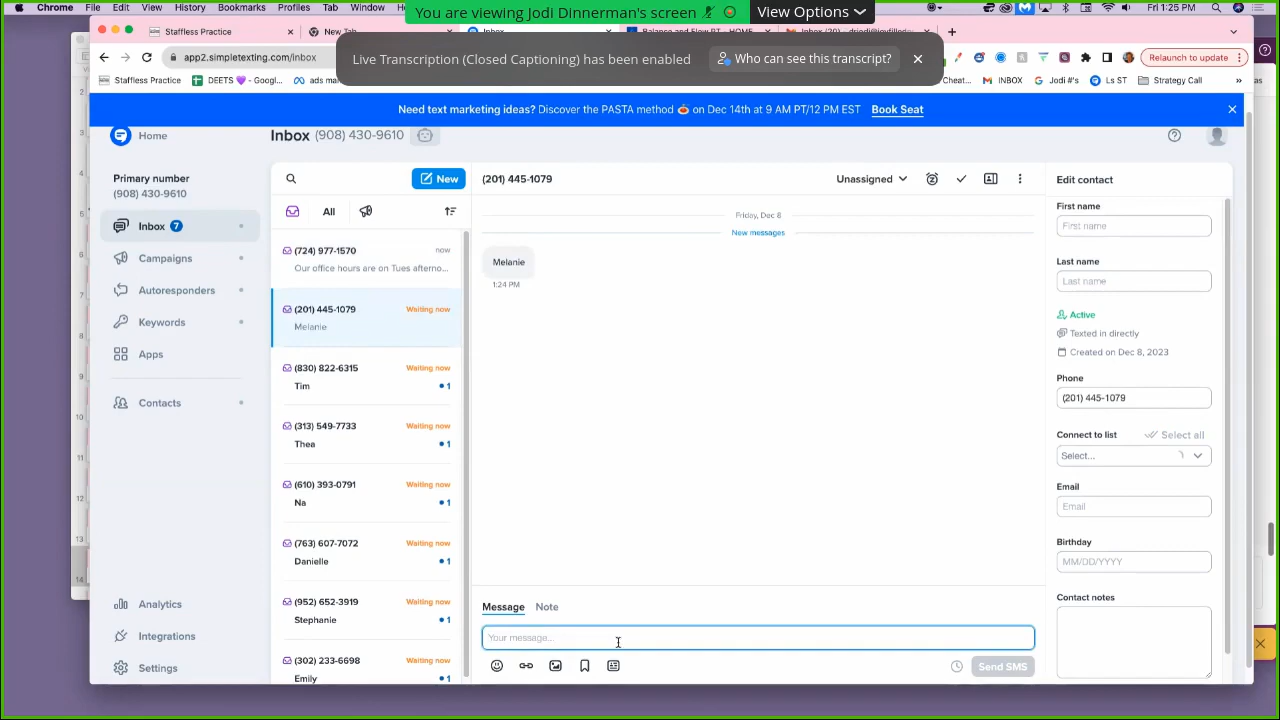 Chrome File Edit View History Bookmarks Profiles Tab Window Fri 1:25 PM
You are viewing Jodi Dinnerman's screen
View Options
Staffless Practice
New Tab
Inbox
Balance and Flow PT - HOME
Live Transcription (Closed Captioning) has been enabled
Who can see this transcript?
app2.simpletexting.com/inbox
Relaunch to update
Staffless Practice
DEETS 💜 - Googl...
ads ma
Cheat...
INBOX
Jodi #'s
Ls ST
Strategy Call
Need text marketing ideas? Discover the PASTA method 🍝 on Dec 14th at 9 AM PT/12 PM EST Book Seat
Home
Inbox (908) 430-9610
Primary number
(908) 430-9610
Inbox 7
Campaigns
Autoresponders
Keywords
Apps
Contacts
Analytics
Integrations
Settings
New
All
(724) 977-1570 now
Our office hours are on Tues afterno...
(201) 445-1079 Waiting now
Melanie
(830) 822-6315 Waiting now
Tim 1
(313) 549-7733 Waiting now
Thea 1
(610) 393-0791 Waiting now
Na 1
(763) 607-7072 Waiting now
Danielle 1
(952) 652-3919 Waiting now
Stephanie 1
(302) 233-6698 Waiting now
Emily 1
(201) 445-1079
Unassigned
Friday, Dec 8
New messages
Melanie
1:24 PM
Message Note
Your message...
Send SMS
Edit contact
First name
First name
Last name
Last name
Active
Texted in directly
Created on Dec 8, 2023
Phone
(201) 445-1079
Connect to list Select all
Select...
Email
Email
Birthday
MM/DD/YYYY
Contact notes